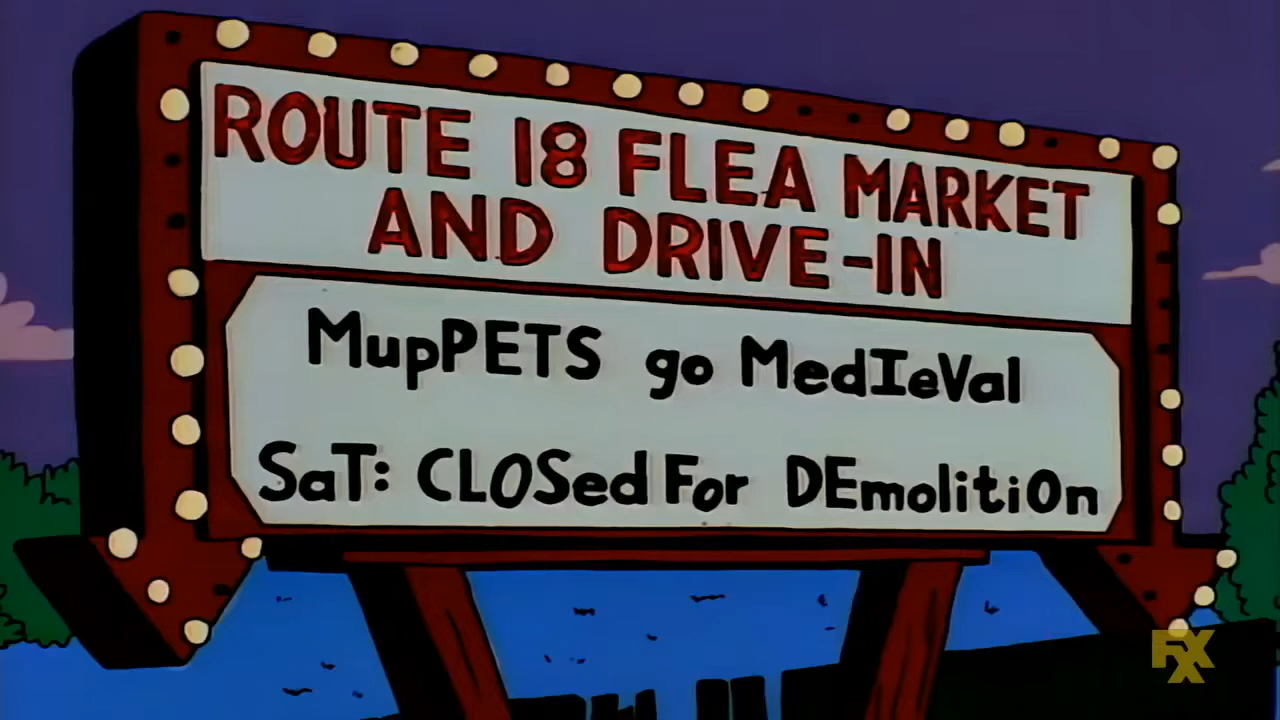 ROUTE 18 FLEA MARKET
AND DRIVE-IN
MupPETS go MedIeVal
SaT: CLOSed For DEmolitiOn
FX